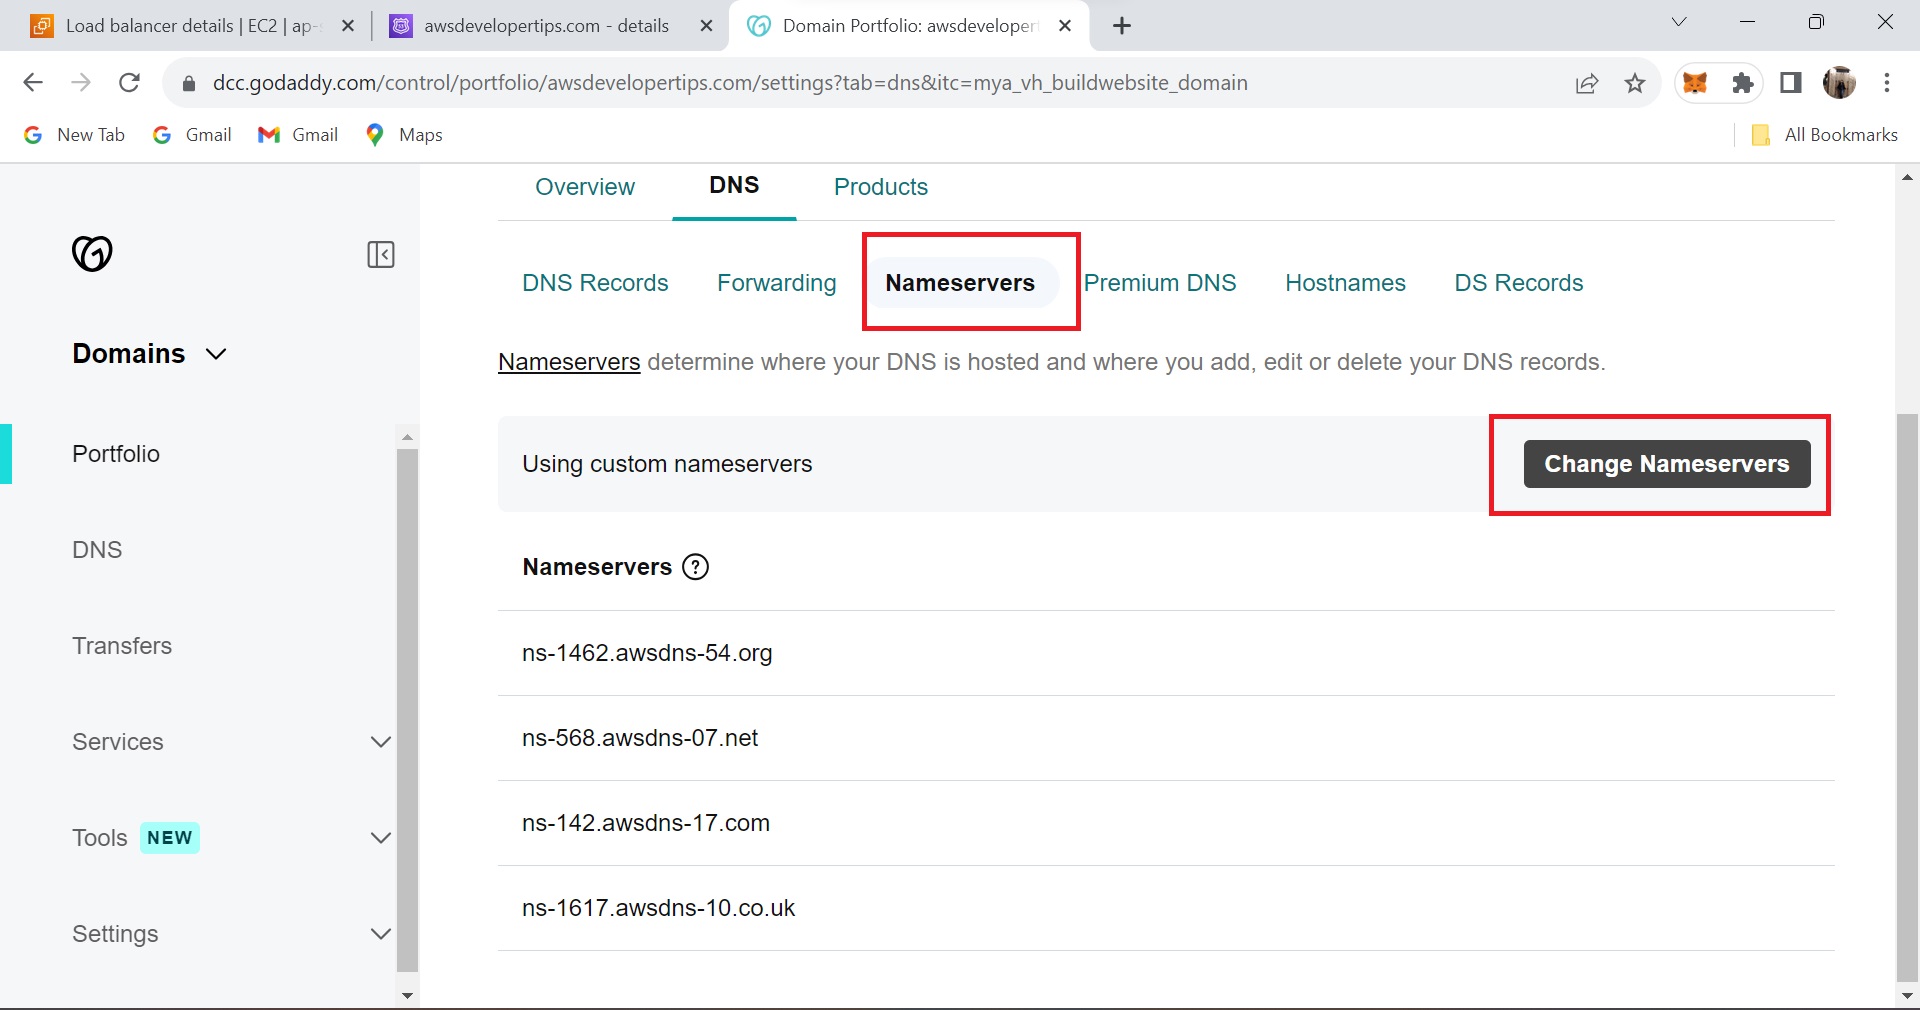 Load balancer details | EC2 | ap-
awsdevelopertips.com - details
Domain Portfolio: awsdeveloper
dcc.godaddy.com/control/portfolio/awsdevelopertips.com/settings?tab=dns&itc=mya_vh_buildwebsite_domain
New Tab
Gmail
Gmail
Maps
All Bookmarks
Overview
DNS
Products
DNS Records
Forwarding
Nameservers
Premium DNS
Hostnames
DS Records
Domains
Nameservers determine where your DNS is hosted and where you add, edit or delete your DNS records.
Portfolio
Using custom nameservers
Change Nameservers
DNS
Nameservers ?
Transfers
ns-1462.awsdns-54.org
Services
ns-568.awsdns-07.net
Tools NEW
ns-142.awsdns-17.com
Settings
ns-1617.awsdns-10.co.uk